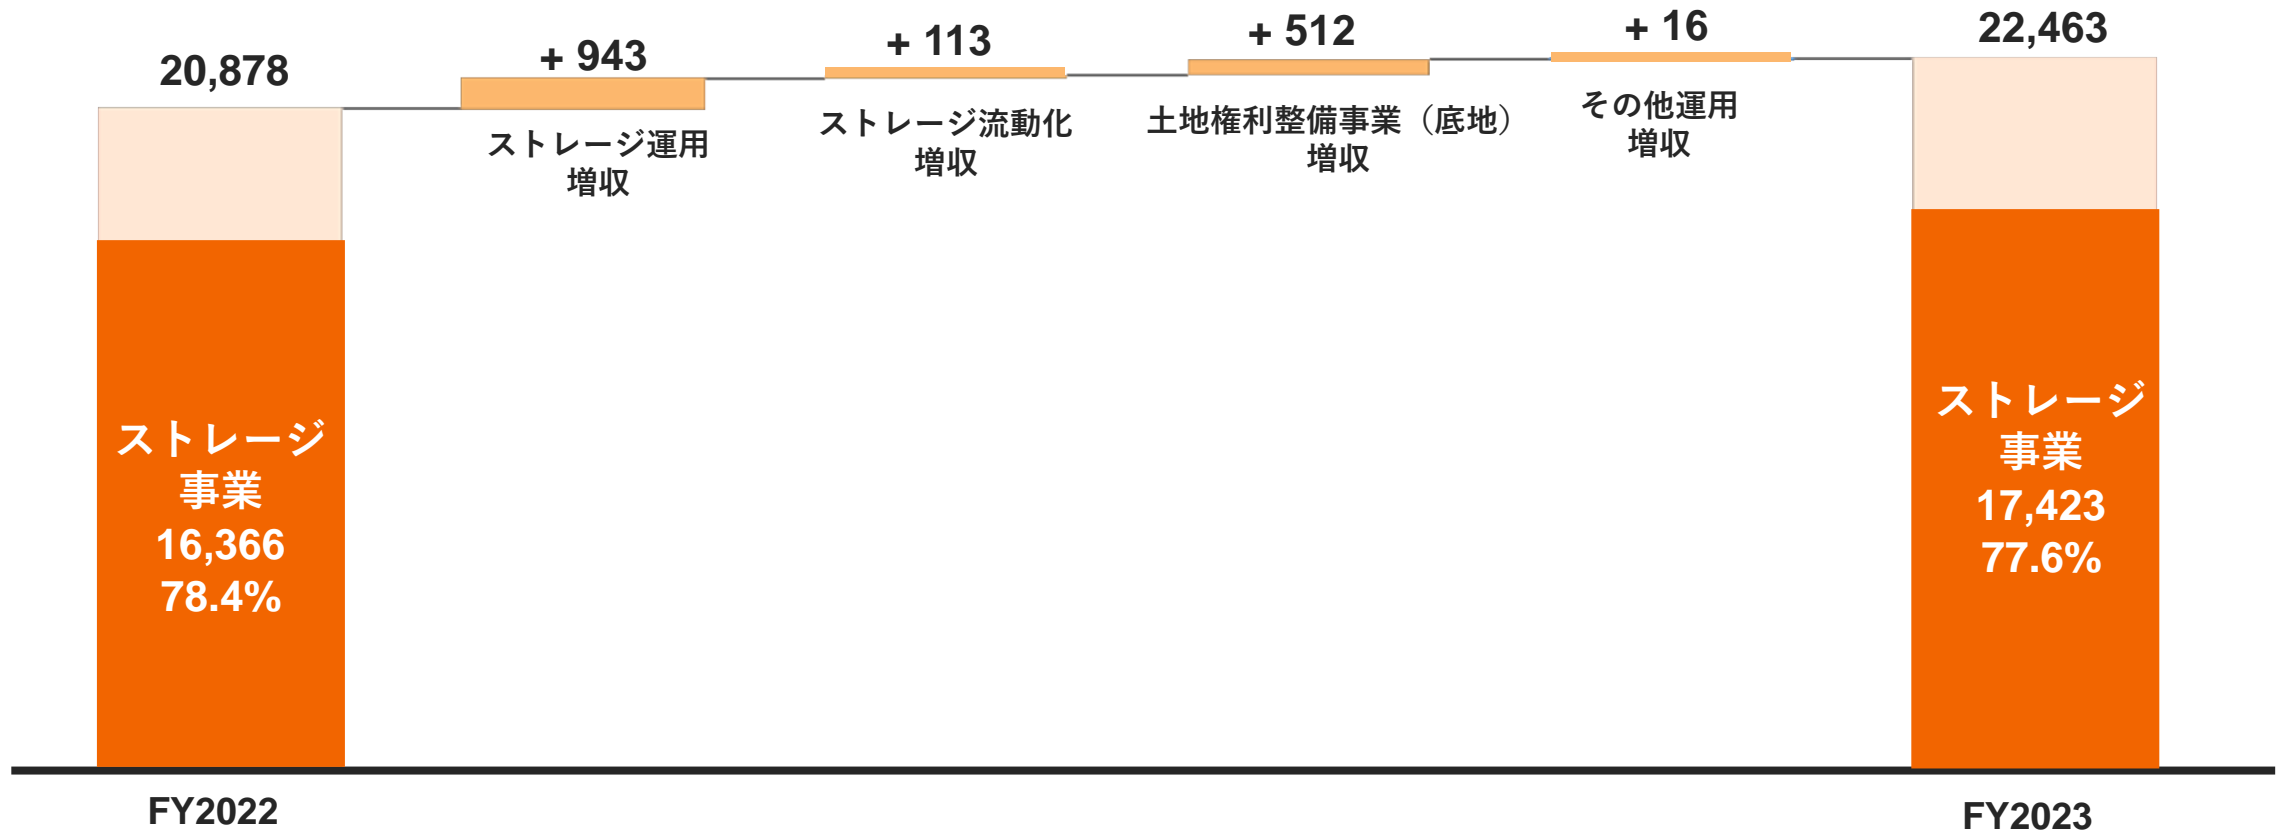 20,878
+ 943
+ 113
+ 512
+ 16
22,463
ストレージ運用
増収
ストレージ流動化
増収
土地権利整備事業（底地）
増収
その他運用
増収
ストレージ
事業
16,366
78.4%
ストレージ
事業
17,423
77.6%
FY2022
FY2023